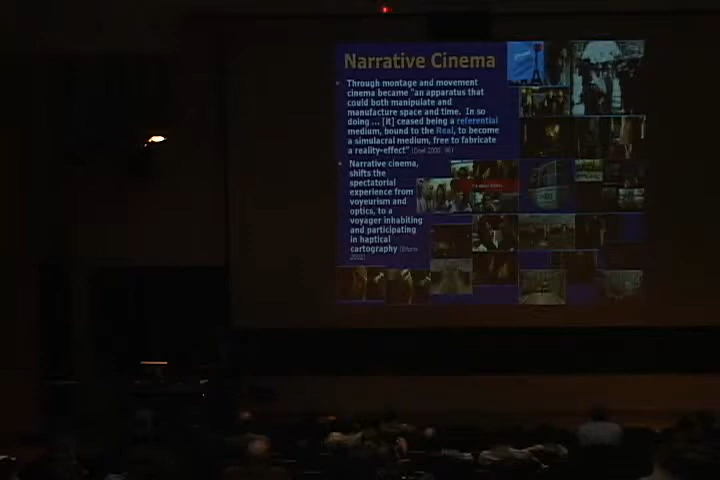 Narrative Cinema
Through montage and movement
cinema became "an apparatus that
could both manipulate and
manufacture space and time. In so
doing ... [it] ceased being a referential
medium, bound to the Real, to become
a simulacral medium, free to fabricate
a reality-effect"
Narrative cinema,
shifts the
spectatorial
experience from
voyeurism and
optics, to a
voyager inhabiting
and participating
in haptical
cartography
2002)